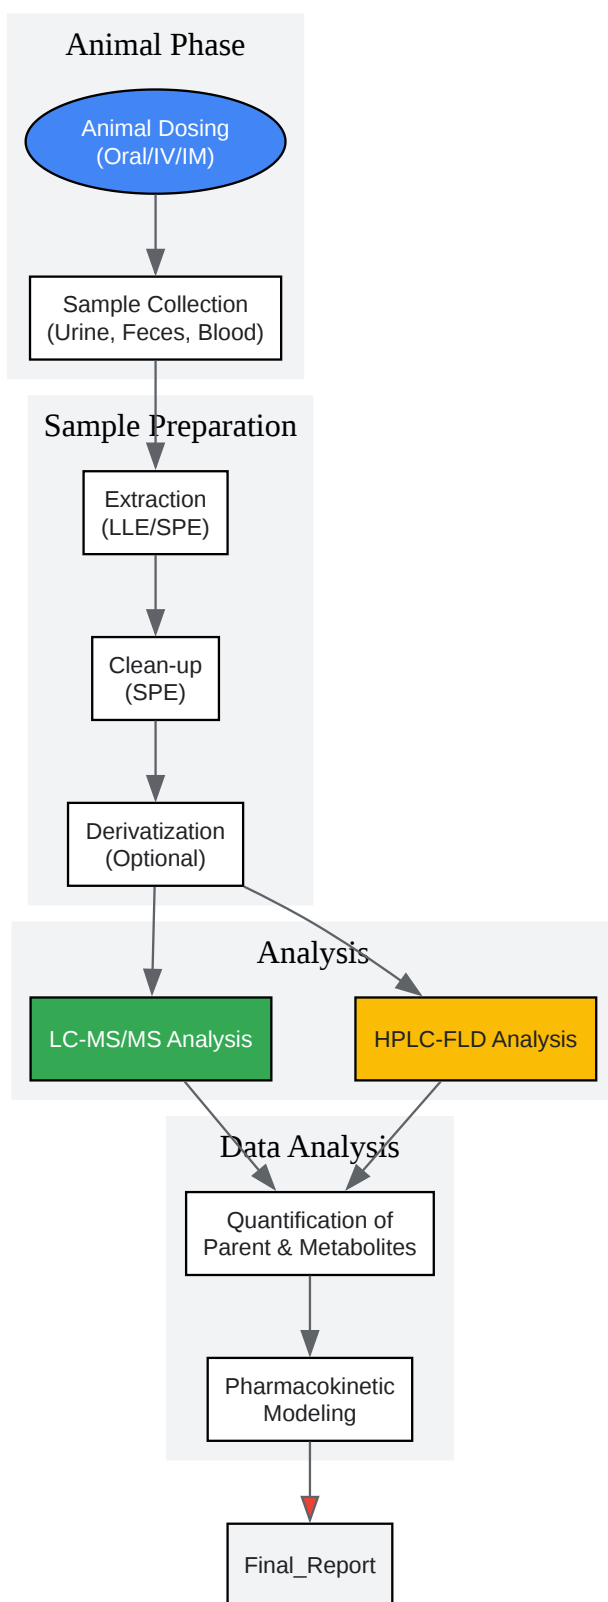 Animal Phase
Animal Dosing
(Oral/IV/IM)
Sample Collection
(Urine, Feces, Blood)
Sample Preparation
Extraction
(LLE/SPE)
Clean-up
(SPE)
Derivatization
(Optional)
Analysis
LC-MS/MS Analysis
HPLC-FLD Analysis
Data Analysis
Quantification of
Parent & Metabolites
Pharmacokinetic
Modeling
Final_Report